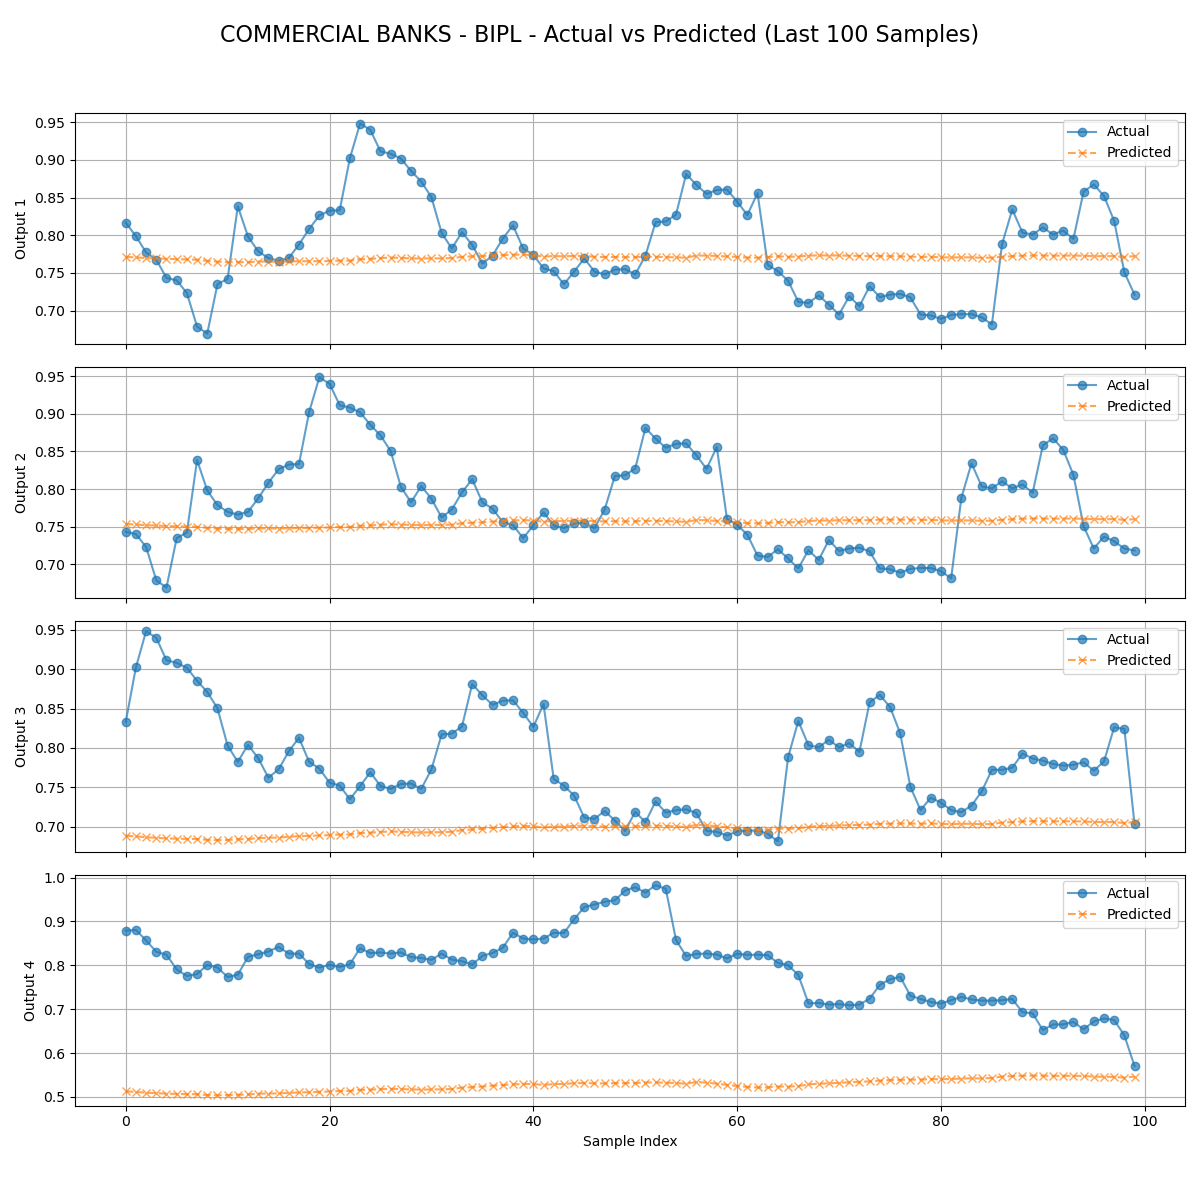 COMMERCIAL BANKS - BIPL - Actual vs Predicted (Last 100 Samples)
0.95
0.90
0.85
0.80
0.75
0.70
Output 1
Actual
Predicted
0.95
0.90
0.85
0.80
0.75
0.70
Output 2
Actual
Predicted
0.95
0.90
0.85
0.80
0.75
0.70
Output 3
Actual
Predicted
1.0
0.9
0.8
0.7
0.6
0.5
Output 4
Actual
Predicted
0 20 40 60 80 100
Sample Index